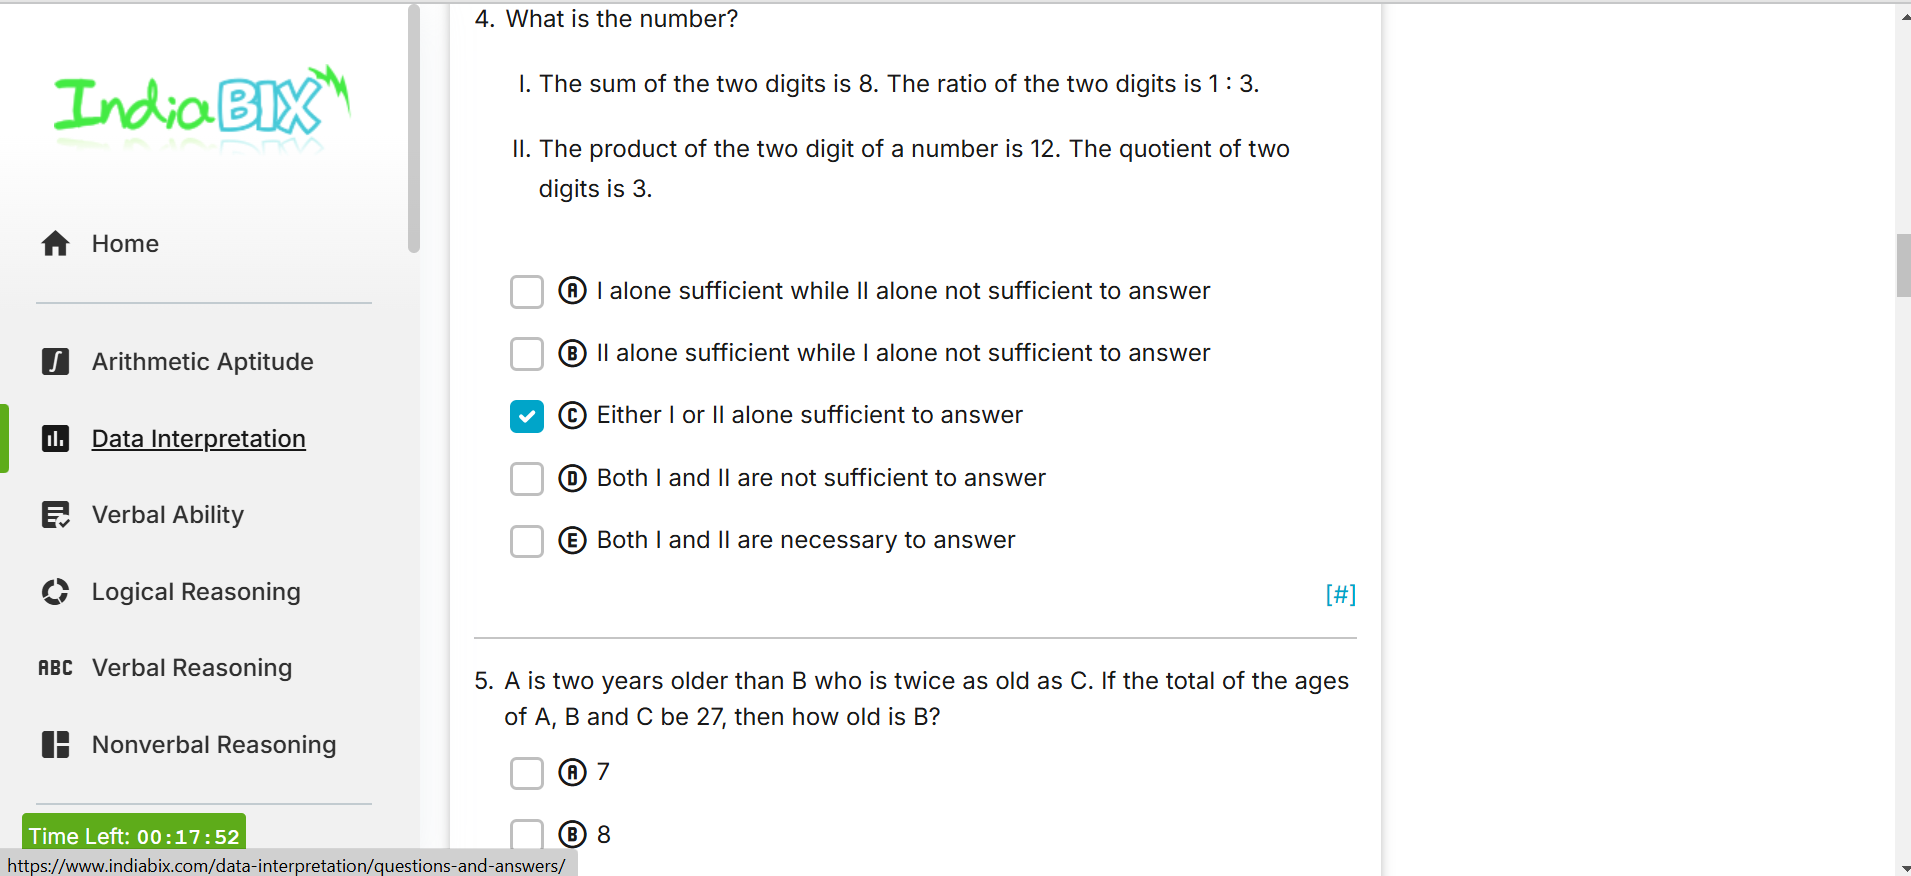 IndiaBIX
Home
Arithmetic Aptitude
Data Interpretation
Verbal Ability
Logical Reasoning
ABC Verbal Reasoning
Nonverbal Reasoning
Time Left: 00:17:52
https://www.indiabix.com/data-interpretation/questions-and-answers/
4. What is the number?
I. The sum of the two digits is 8. The ratio of the two digits is 1 : 3.
II. The product of the two digit of a number is 12. The quotient of two
digits is 3.
A I alone sufficient while II alone not sufficient to answer
B II alone sufficient while I alone not sufficient to answer
C Either I or II alone sufficient to answer
D Both I and II are not sufficient to answer
E Both I and II are necessary to answer
[#]
5. A is two years older than B who is twice as old as C. If the total of the ages
of A, B and C be 27, then how old is B?
A 7
B 8